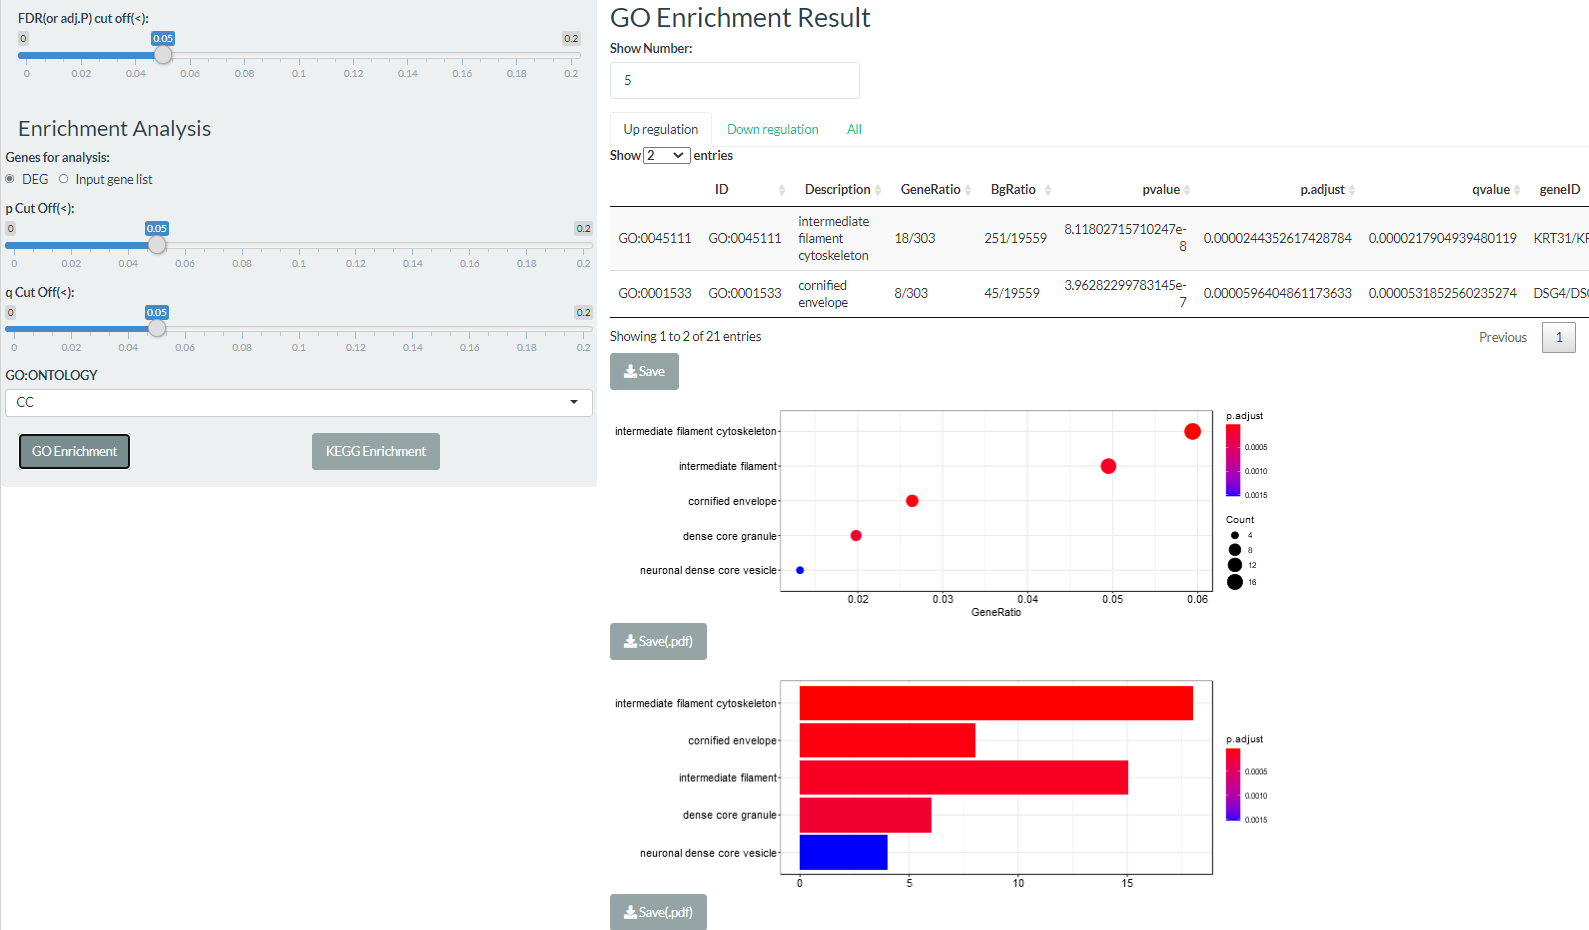 FDR(or adj.P) cut off(<):
0 0.05 0.2
0 0.02 0.04 0.06 0.08 0.1 0.12 0.14 0.16 0.18 0.2
Enrichment Analysis
Genes for analysis:
DEG Input gene list
p Cut Off(<):
0 0.05 0.2
0 0.02 0.04 0.06 0.08 0.1 0.12 0.14 0.16 0.18 0.2
q Cut Off(<):
0 0.05 0.2
0 0.02 0.04 0.06 0.08 0.1 0.12 0.14 0.16 0.18 0.2
GO:ONTOLOGY
CC
GO Enrichment KEGG Enrichment
GO Enrichment Result
Show Number:
5
Up regulation Down regulation All
Show 2 entries
ID Description GeneRatio BgRatio pvalue p.adjust qvalue geneID
GO:0045111 GO:0045111 intermediate filament cytoskeleton 18/303 251/19559 8.11802715710247e-8 0.0000244352617428784 0.0000217904939480119 KRT31/KF
GO:0001533 GO:0001533 cornified envelope 8/303 45/19559 3.96282299783145e-7 0.0000596404861173633 0.0000531852560235274 DSG4/DSG
Showing 1 to 2 of 21 entries
Previous 1
Save
intermediate filament cytoskeleton
intermediate filament
cornified envelope
dense core granule
neuronal dense core vesicle
0.02 0.03 0.04 0.05 0.06
GeneRatio
p.adjust
0.0005
0.0010
0.0015
Count
4
8
12
16
Save(.pdf)
intermediate filament cytoskeleton
cornified envelope
intermediate filament
dense core granule
neuronal dense core vesicle
0 5 10 15
p.adjust
0.0005
0.0010
0.0015
Save(.pdf)